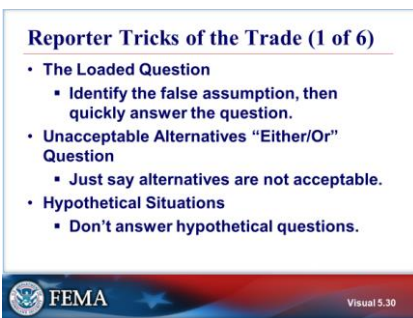 Reporter Tricks of the Trade (1 of 6)
• The Loaded Question
▪ Identify the false assumption, then
quickly answer the question.
• Unacceptable Alternatives “Either/Or”
Question
▪ Just say alternatives are not acceptable.
• Hypothetical Situations
▪ Don’t answer hypothetical questions.
FEMA
Visual 5.30